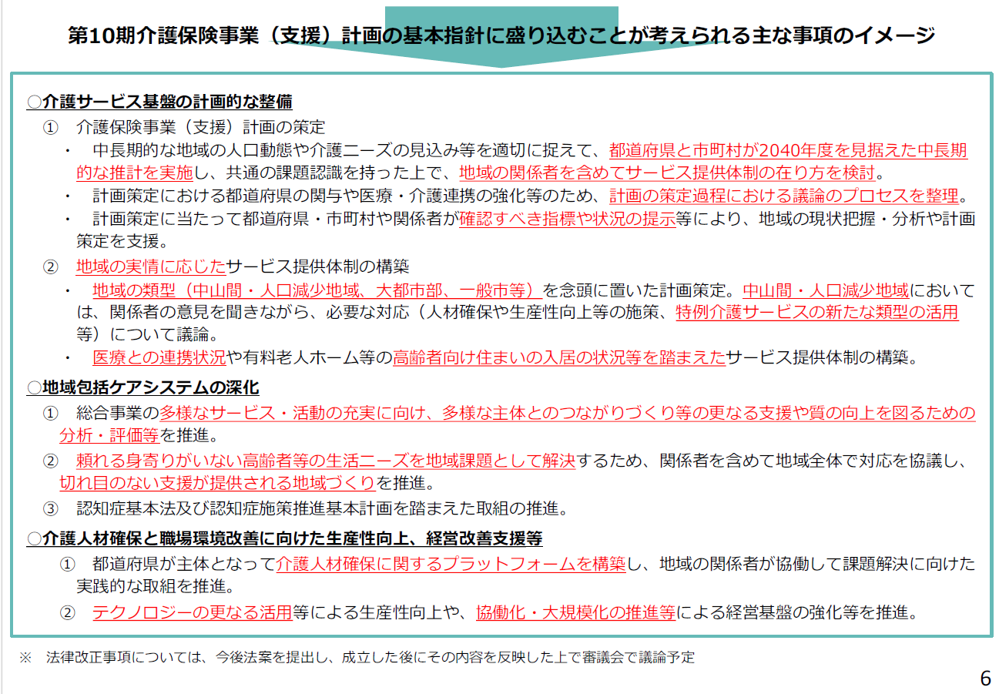 第10期介護保険事業（支援）計画の基本指針に盛り込むことが考えられる主な事項のイメージ
○介護サービス基盤の計画的な整備
① 介護保険事業（支援）計画の策定
・ 中長期的な地域の人口動態や介護ニーズの見込み等を適切に捉えて、都道府県と市町村が2040年度を見据えた中長期
的な推計を実施し、共通の課題認識を持った上で、地域の関係者を含めてサービス提供体制の在り方を検討。
・ 計画策定における都道府県の関与や医療・介護連携の強化等のため、計画の策定過程における議論のプロセスを整理。
・ 計画策定に当たって都道府県・市町村や関係者が確認すべき指標や状況の提示等により、地域の現状把握・分析や計画
策定を支援。
② 地域の実情に応じたサービス提供体制の構築
・ 地域の類型（中山間・人口減少地域、大都市部、一般市等）を念頭に置いた計画策定。中山間・人口減少地域において
は、関係者の意見を聞きながら、必要な対応（人材確保や生産性向上等の施策、特例介護サービスの新たな類型の活用
等）について議論。
・ 医療との連携状況や有料老人ホーム等の高齢者向け住まいの入居の状況等を踏まえたサービス提供体制の構築。
○地域包括ケアシステムの深化
① 総合事業の多様なサービス・活動の充実に向け、多様な主体とのつながりづくり等の更なる支援や質の向上を図るための
分析・評価等を推進。
② 頼れる身寄りがいない高齢者等の生活ニーズを地域課題として解決するため、関係者を含めて地域全体で対応を協議し、
切れ目のない支援が提供される地域づくりを推進。
③ 認知症基本法及び認知症施策推進基本計画を踏まえた取組の推進。
○介護人材確保と職場環境改善に向けた生産性向上、経営改善支援等
① 都道府県が主体となって介護人材確保に関するプラットフォームを構築し、地域の関係者が協働して課題解決に向けた
実践的な取組を推進。
② テクノロジーの更なる活用等による生産性向上や、協働化・大規模化の推進等による経営基盤の強化等を推進。
※ 法律改正事項については、今後法案を提出し、成立した後にその内容を反映した上で審議会で議論予定
6